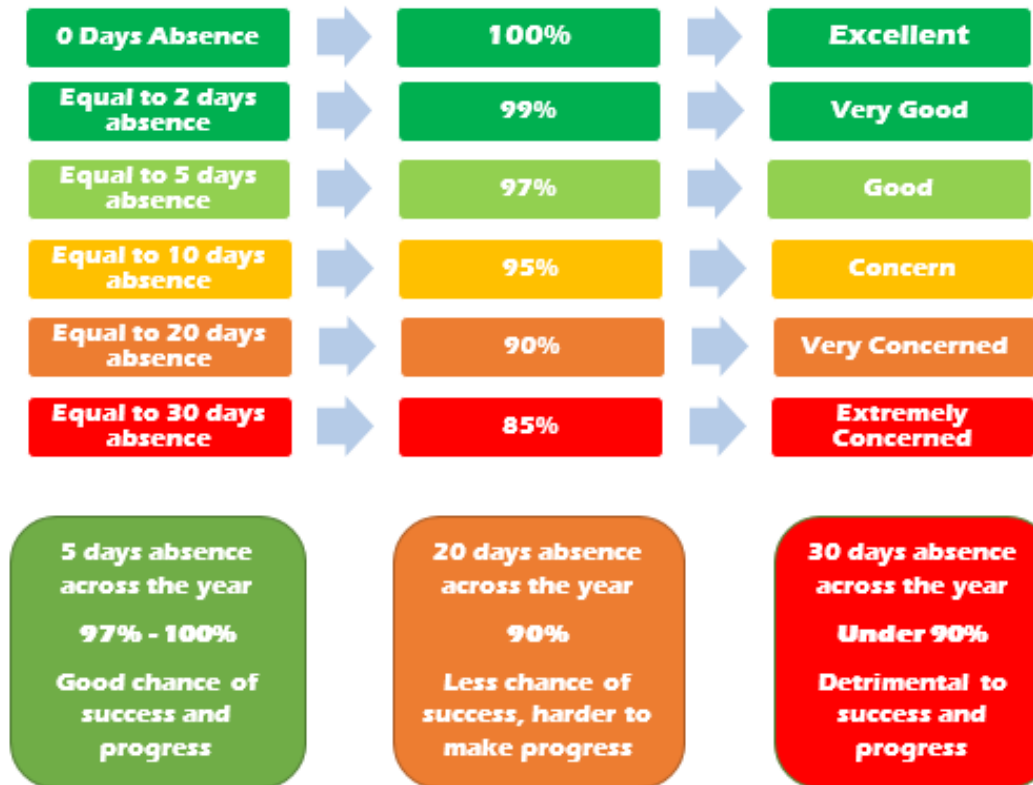 0 Days Absence
100%
Excellent
Equal to 2 days
absence
99%
Very Good
Equal to 5 days
absence
97%
Good
Equal to 10 days
absence
95%
Concern
Equal to 20 days
absence
90%
Very Concerned
Equal to 30 days
absence
85%
Extremely
Concerned
5 days absence
across the year
97% - 100%
Good chance of
success and
progress
20 days absence
across the year
90%
Less chance of
success, harder to
make progress
30 days absence
across the year
Under 90%
Detrimental to
success and
progress